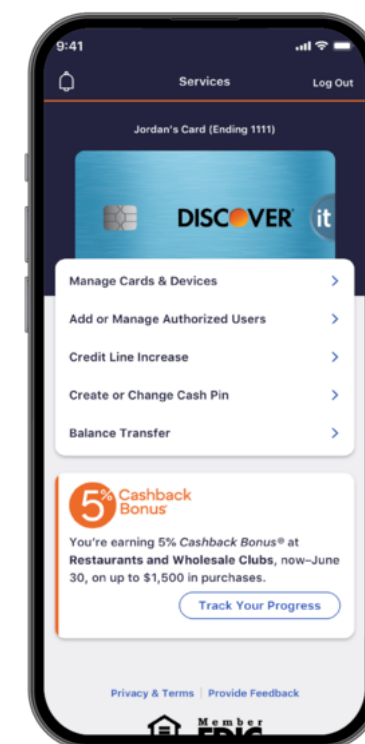 9:41
Services
Log Out
Jordan's Card (Ending 1111)
DISCOVER it
Manage Cards & Devices
Add or Manage Authorized Users
Credit Line Increase
Create or Change Cash Pin
Balance Transfer
5% Cashback
Bonus
You're earning 5% Cashback Bonus® at
Restaurants and Wholesale Clubs, now–June
30, on up to $1,500 in purchases.
Track Your Progress
Privacy & Terms | Provide Feedback
Member
FDIC